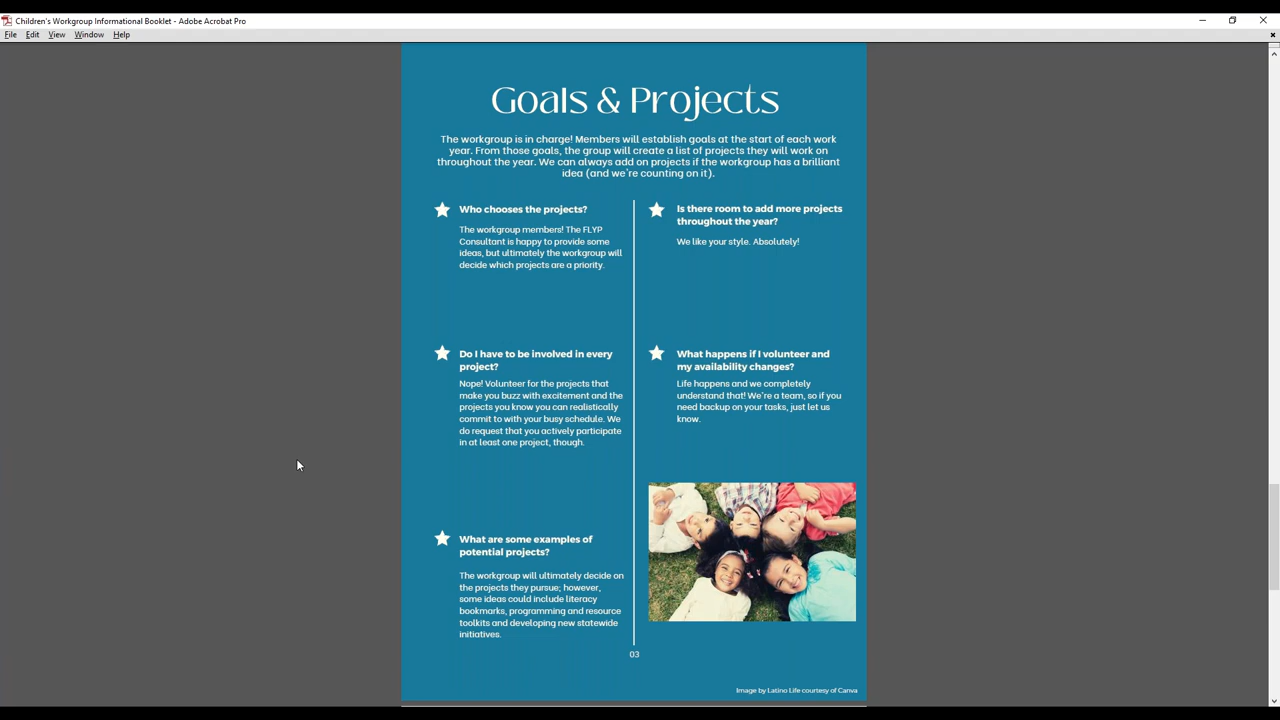 Children's Workgroup Informational Booklet - Adobe Acrobat Pro
File Edit View Window Help
Goals & Projects
The workgroup is in charge! Members will establish goals at the start of each work
year. From those goals, the group will create a list of projects they will work on
throughout the year. We can always add on projects if the workgroup has a brilliant
idea (and we're counting on it).
Who chooses the projects?
The workgroup members! The FLYP
Consultant is happy to provide some
ideas, but ultimately the workgroup will
decide which projects are a priority.
Do I have to be involved in every
project?
Nope! Volunteer for the projects that
make you buzz with excitement and the
projects you know you can realistically
commit to with your busy schedule. We
do request that you actively participate
in at least one project, though.
What are some examples of
potential projects?
The workgroup will ultimately decide on
the projects they pursue; however,
some ideas could include literacy
bookmarks, programming and resource
toolkits and developing new statewide
initiatives.
Is there room to add more projects
throughout the year?
We like your style. Absolutely!
What happens if I volunteer and
my availability changes?
Life happens and we completely
understand that! We're a team, so if you
need backup on your tasks, just let us
know.
03
Image by Latino Life courtesy of Canva